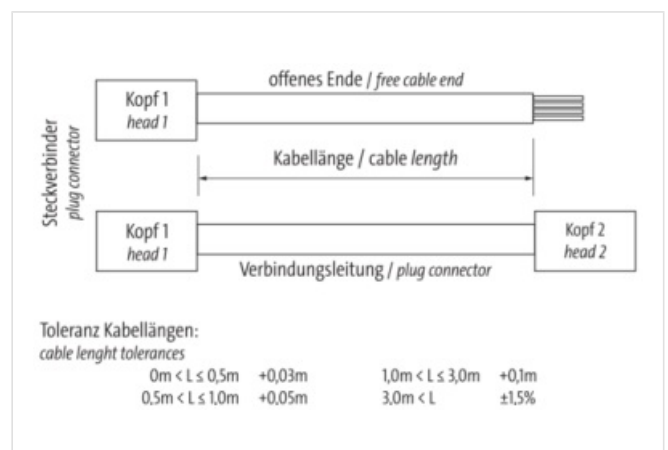 offenes Ende / free cable end
Kopf 1
head 1
Steckverbinder
plug connector
Kabellänge / cable length
Kopf 1
head 1
Kopf 2
head 2
Verbindungsleitung / plug connector
Toleranz Kabellängen:
cable lenght tolerances
0m < L ≤ 0,5m +0,03m 1,0m < L ≤ 3,0m +0,1m
0,5m < L ≤ 1,0m +0,05m 3,0m < L ±1,5%